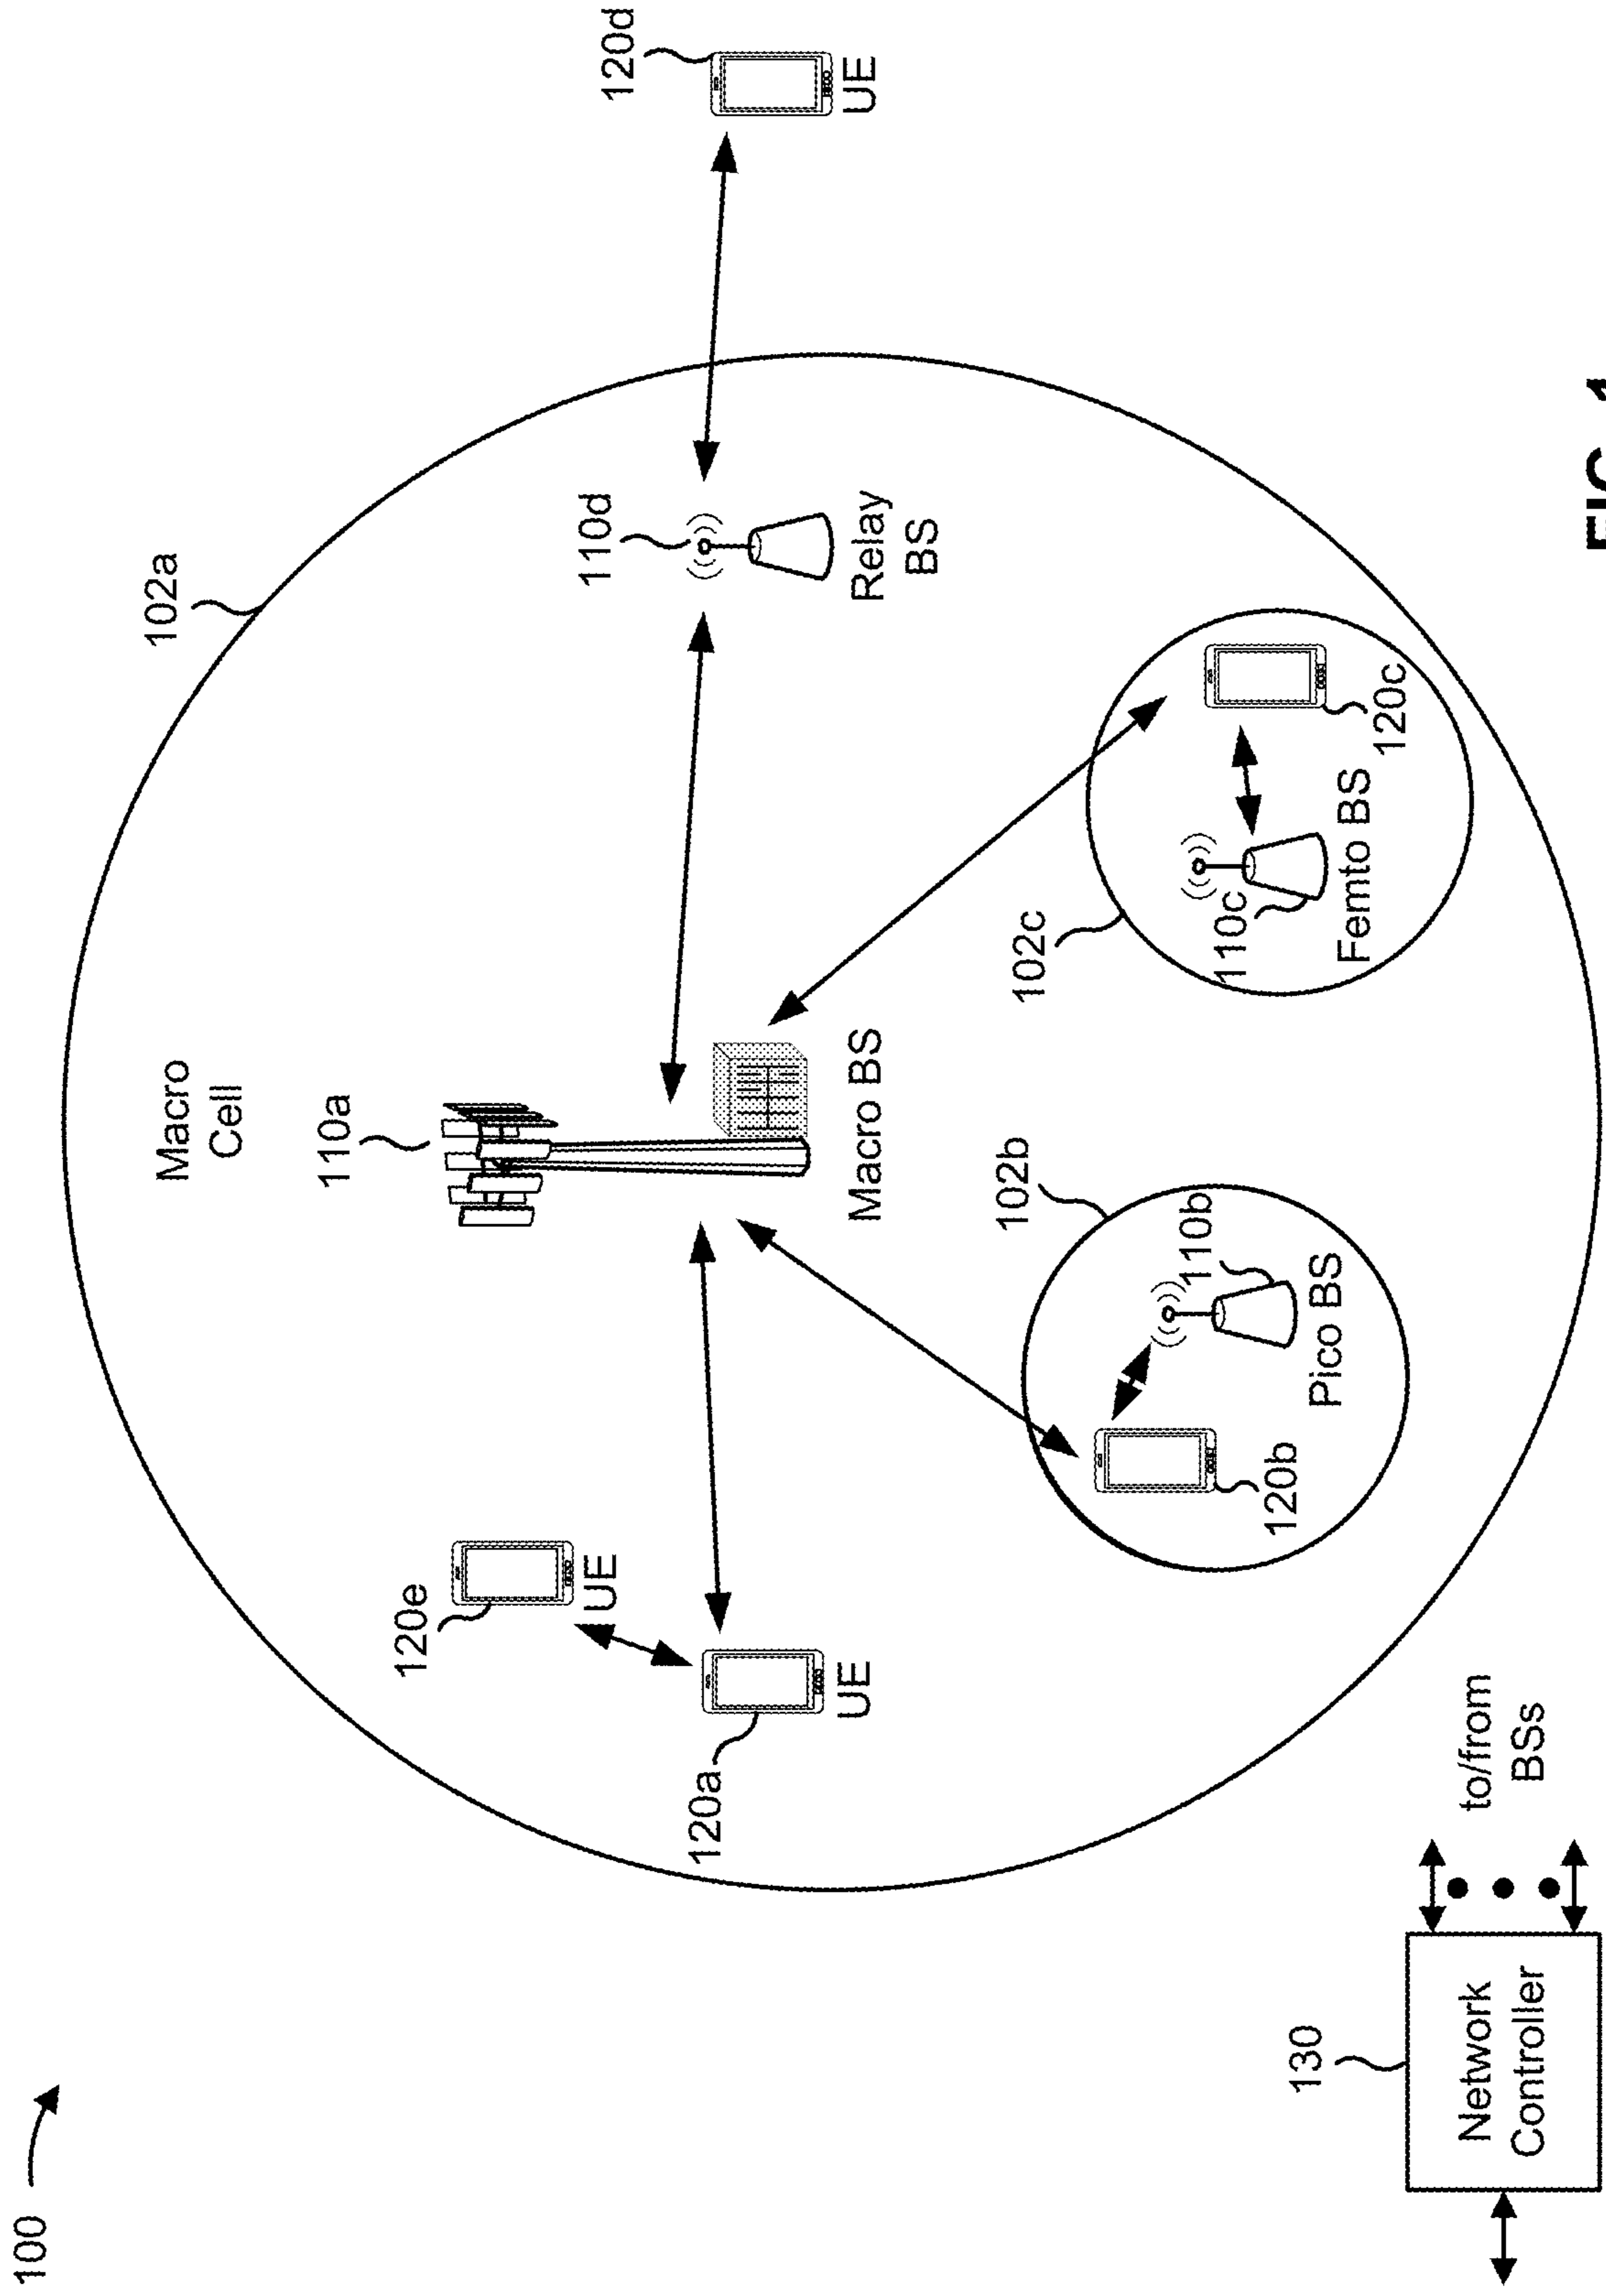 100
102a
Macro
Cell
110a
120e
UE
120a
UE
Macro BS
110d
Relay
BS
120d
UE
102b
110b
Pico BS
120b
102c
110c
Femto BS
120c
130
Network
Controller
to/from
BSs